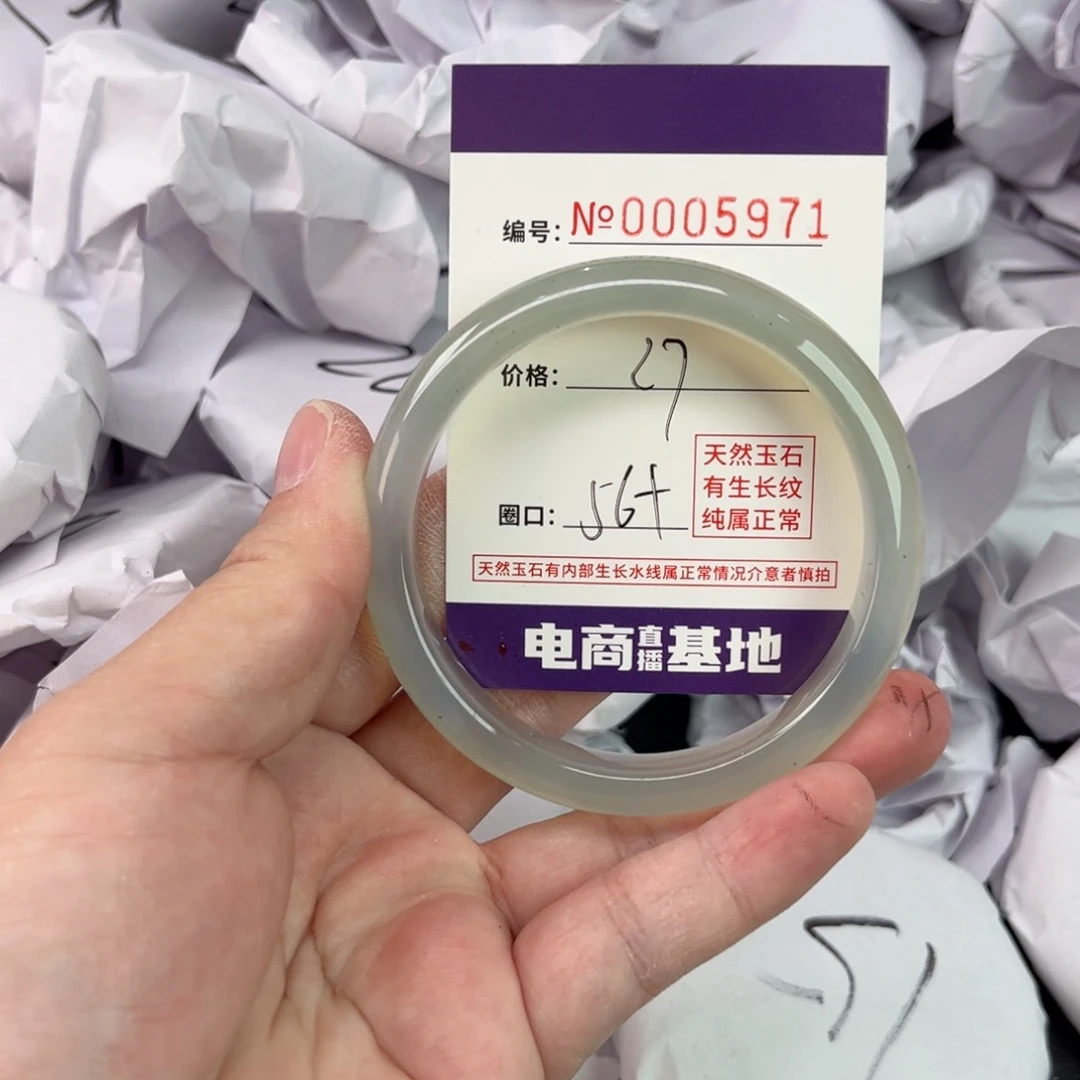 编号: №0005971
价格: 27
圈口: 56+
天然玉石
有生长纹
纯属正常
天然玉石有内部生长水线属正常情况介意者慎拍
电商直播基地
51